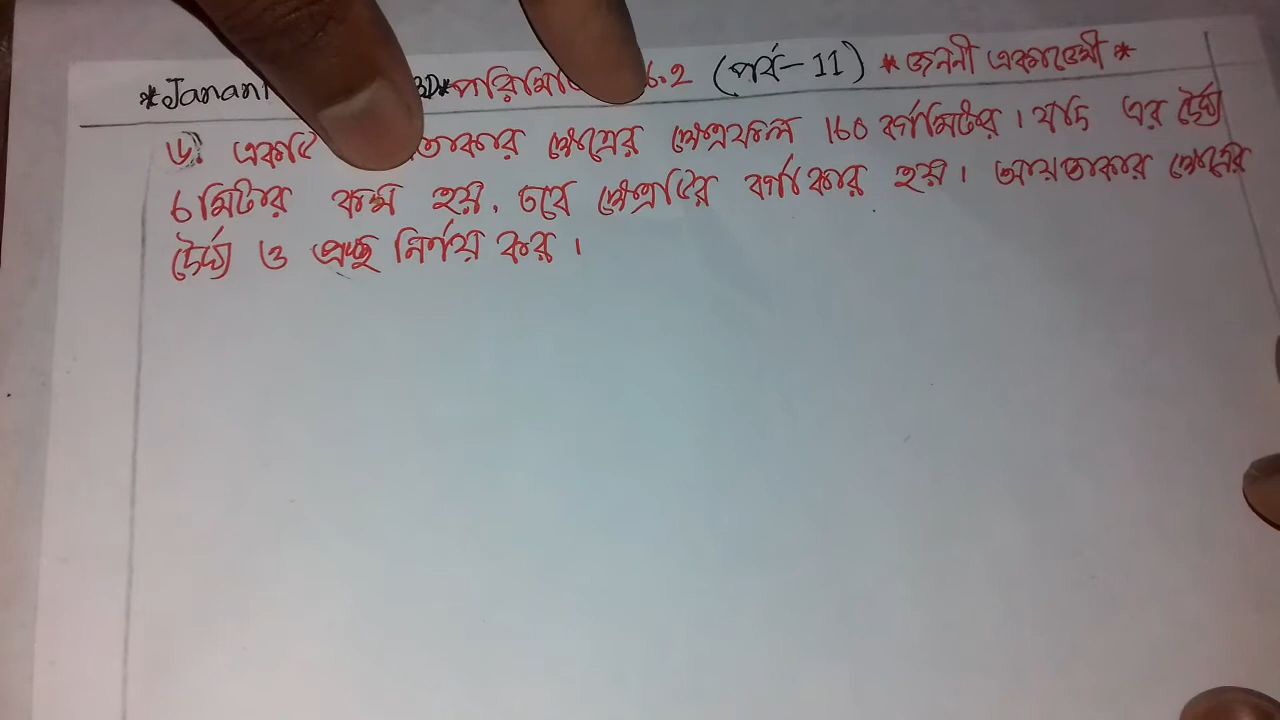 *Janani BD* পরিমিতি 16.2 (পর্ব-11) *জননী একাডেমী*
৬. একটি আয়তাকার ক্ষেত্রের ক্ষেত্রফল 160 বর্গমিটার। যদি এর দৈর্ঘ্য
6 মিটার কম হয়, তবে ক্ষেত্রটির বর্গাকার হয়। আয়তাকার ক্ষেত্রের
দৈর্ঘ্য ও প্রস্থ নির্ণয় কর।